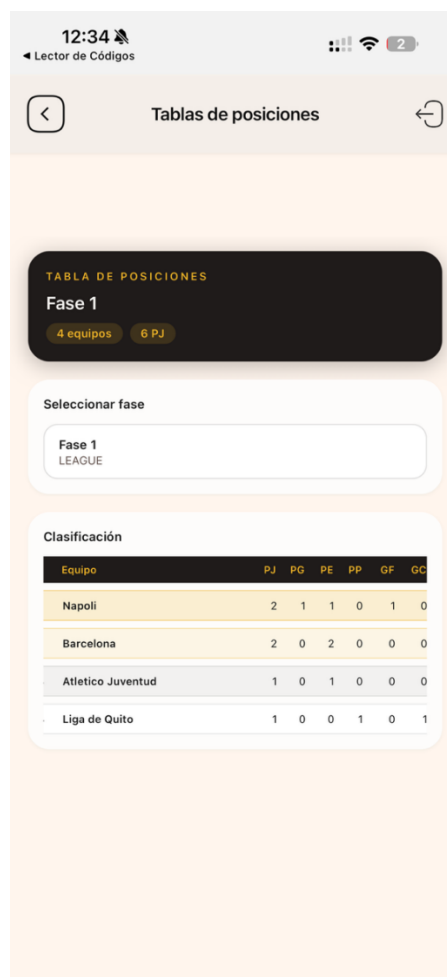 12:34
◀ Lector de Códigos
2
Tablas de posiciones
TABLA DE POSICIONES
Fase 1
4 equipos 6 PJ
Seleccionar fase
Fase 1
LEAGUE
Clasificación
Equipo PJ PG PE PP GF GC
Napoli 2 1 1 0 1 0
Barcelona 2 0 2 0 0 0
Atletico Juventud 1 0 1 0 0 0
Liga de Quito 1 0 0 1 0 1